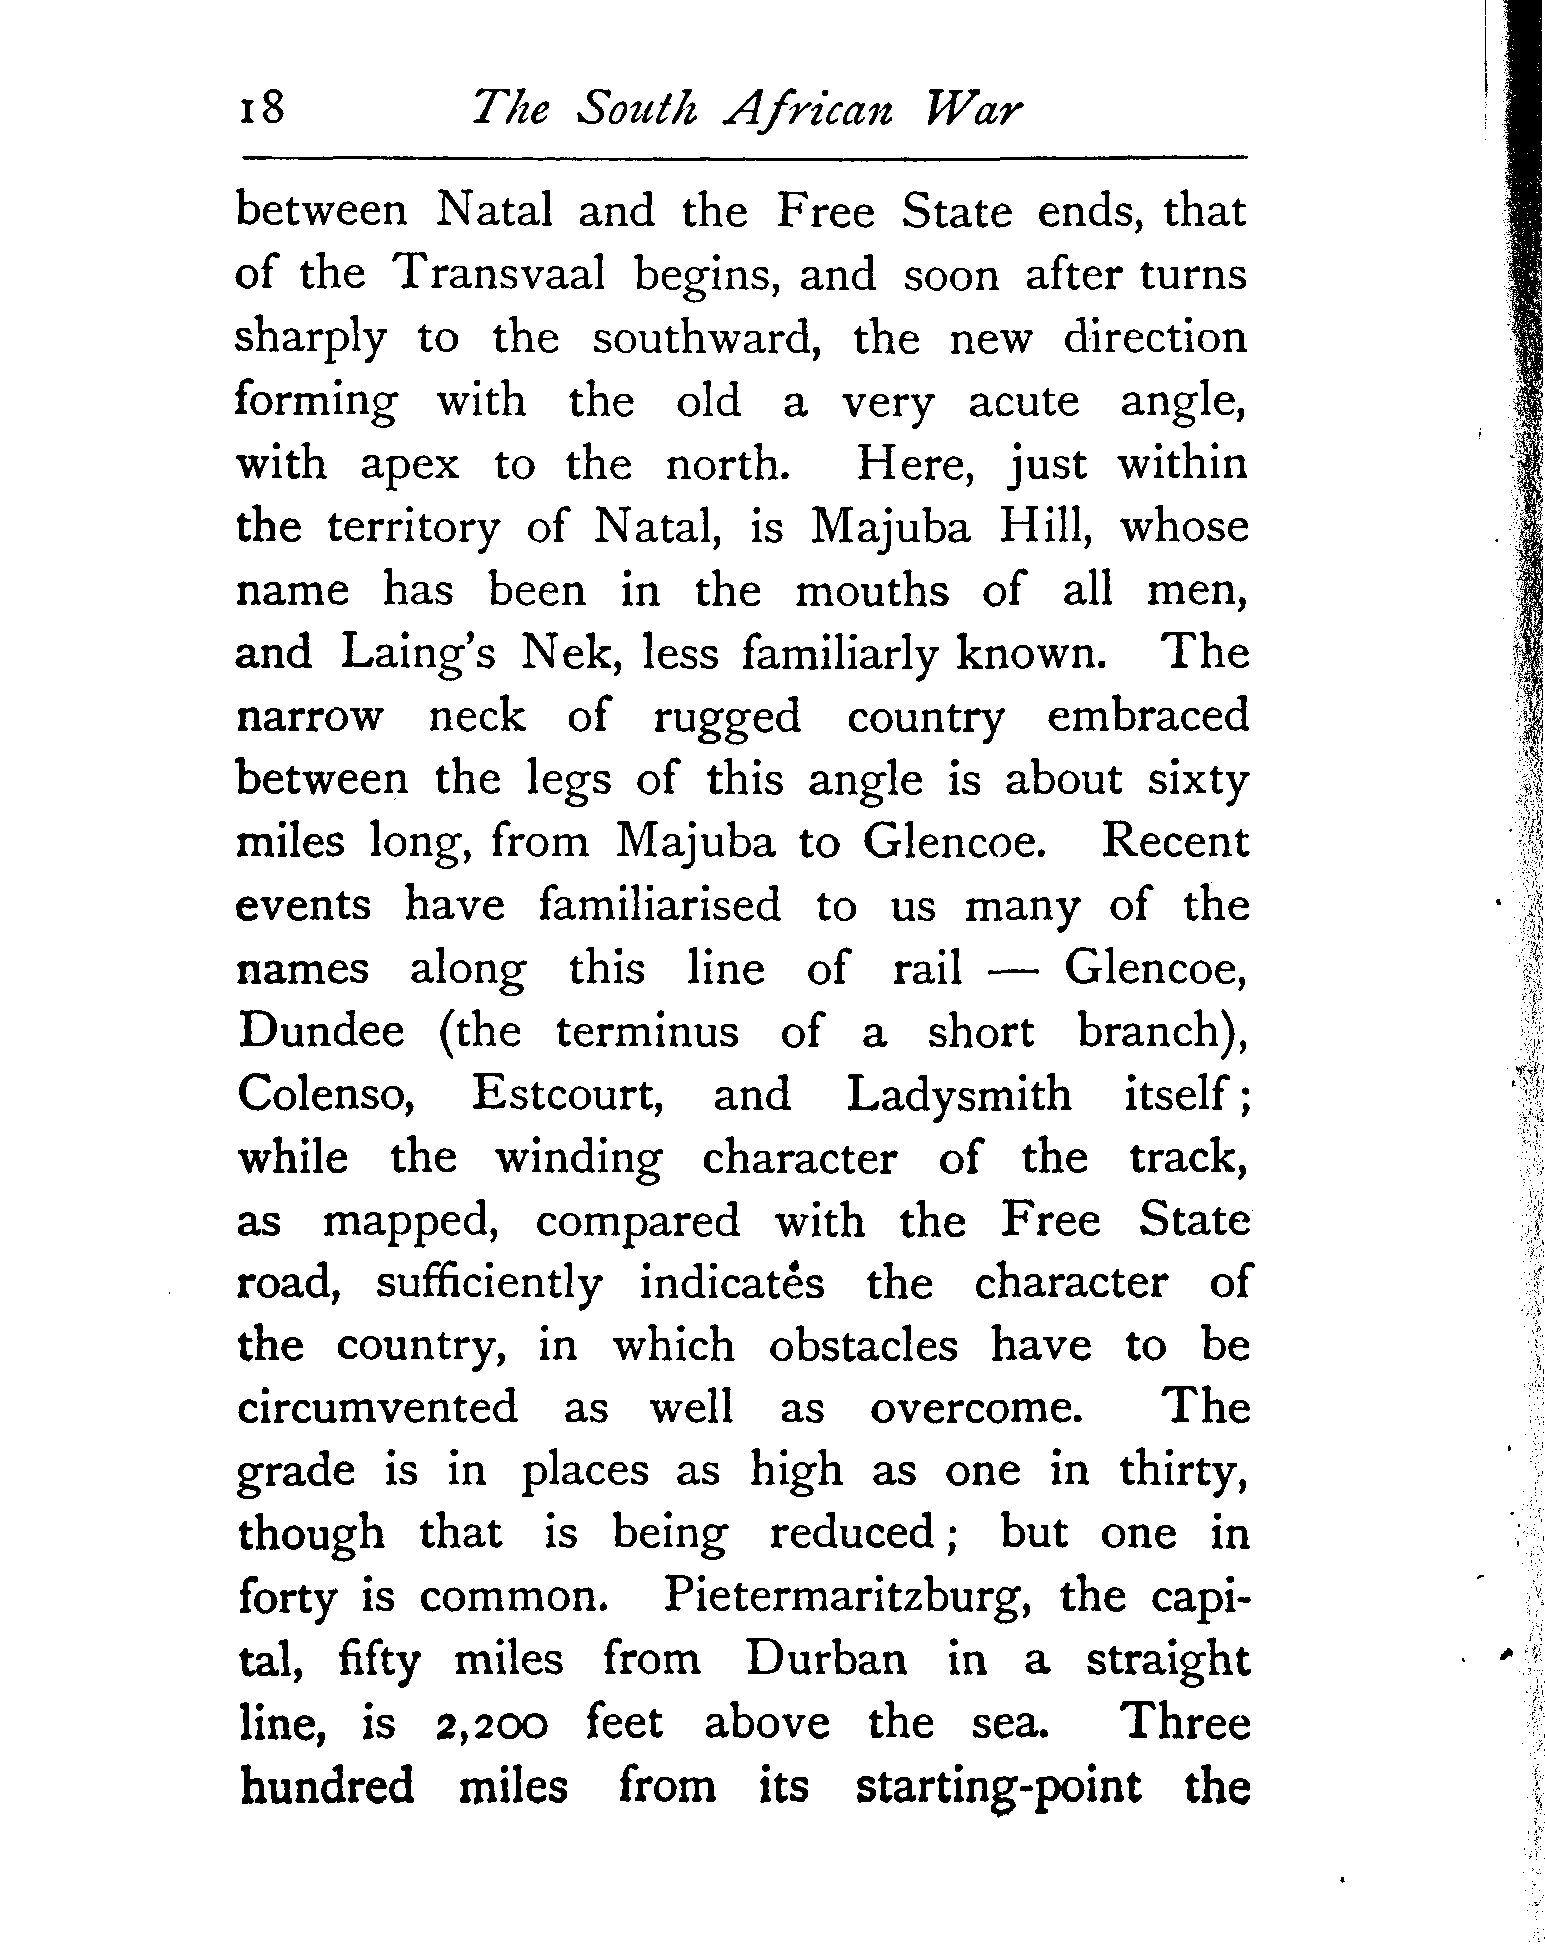 18 The South African War
between Natal and the Free State ends, that
of the Transvaal begins, and soon after turns
sharply to the southward, the new direction
forming with the old a very acute angle,
with apex to the north. Here, just within
the territory of Natal, is Majuba Hill, whose
name has been in the mouths of all men,
and Laing's Nek, less familiarly known. The
narrow neck of rugged country embraced
between the legs of this angle is about sixty
miles long, from Majuba to Glencoe. Recent
events have familiarised to us many of the
names along this line of rail — Glencoe,
Dundee (the terminus of a short branch),
Colenso, Estcourt, and Ladysmith itself;
while the winding character of the track,
as mapped, compared with the Free State
road, sufficiently indicates the character of
the country, in which obstacles have to be
circumvented as well as overcome. The
grade is in places as high as one in thirty,
though that is being reduced; but one in
forty is common. Pietermaritzburg, the capi-
tal, fifty miles from Durban in a straight
line, is 2,200 feet above the sea. Three
hundred miles from its starting-point the